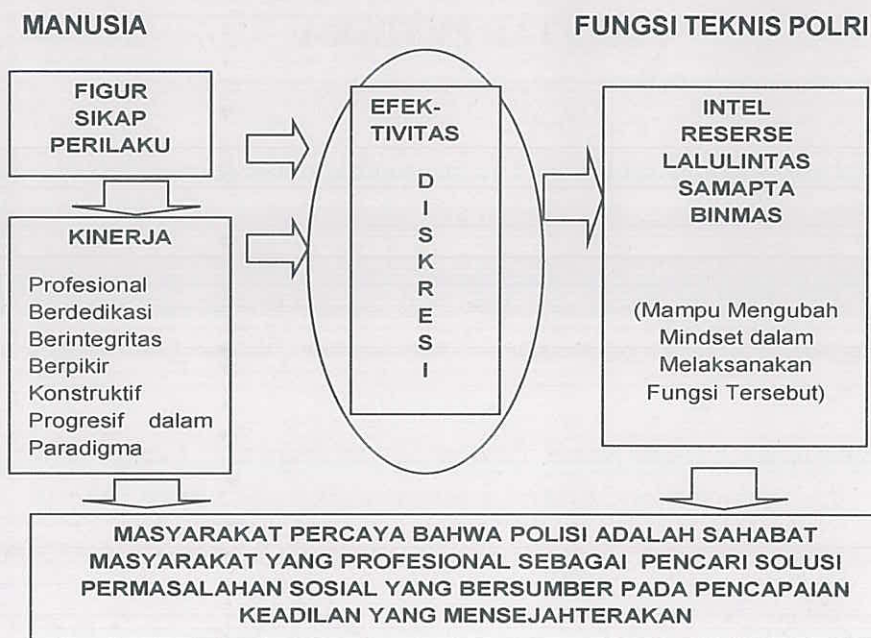 MANUSIA
FUNGSI TEKNIS POLRI
FIGUR
SIKAP
PERILAKU
KINERJA
Profesional
Berdedikasi
Berintegritas
Berpikir
Konstruktif
Progresif dalam
Paradigma
EFEK-
TIVITAS
D
I
S
K
R
E
S
I
INTEL
RESERSE
LALULINTAS
SAMAPTA
BINMAS
(Mampu Mengubah
Mindset dalam
Melaksanakan
Fungsi Tersebut)
MASYARAKAT PERCAYA BAHWA POLISI ADALAH SAHABAT
MASYARAKAT YANG PROFESIONAL SEBAGAI PENCARI SOLUSI
PERMASALAHAN SOSIAL YANG BERSUMBER PADA PENCAPAIAN
KEADILAN YANG MENSEJAHTERAKAN